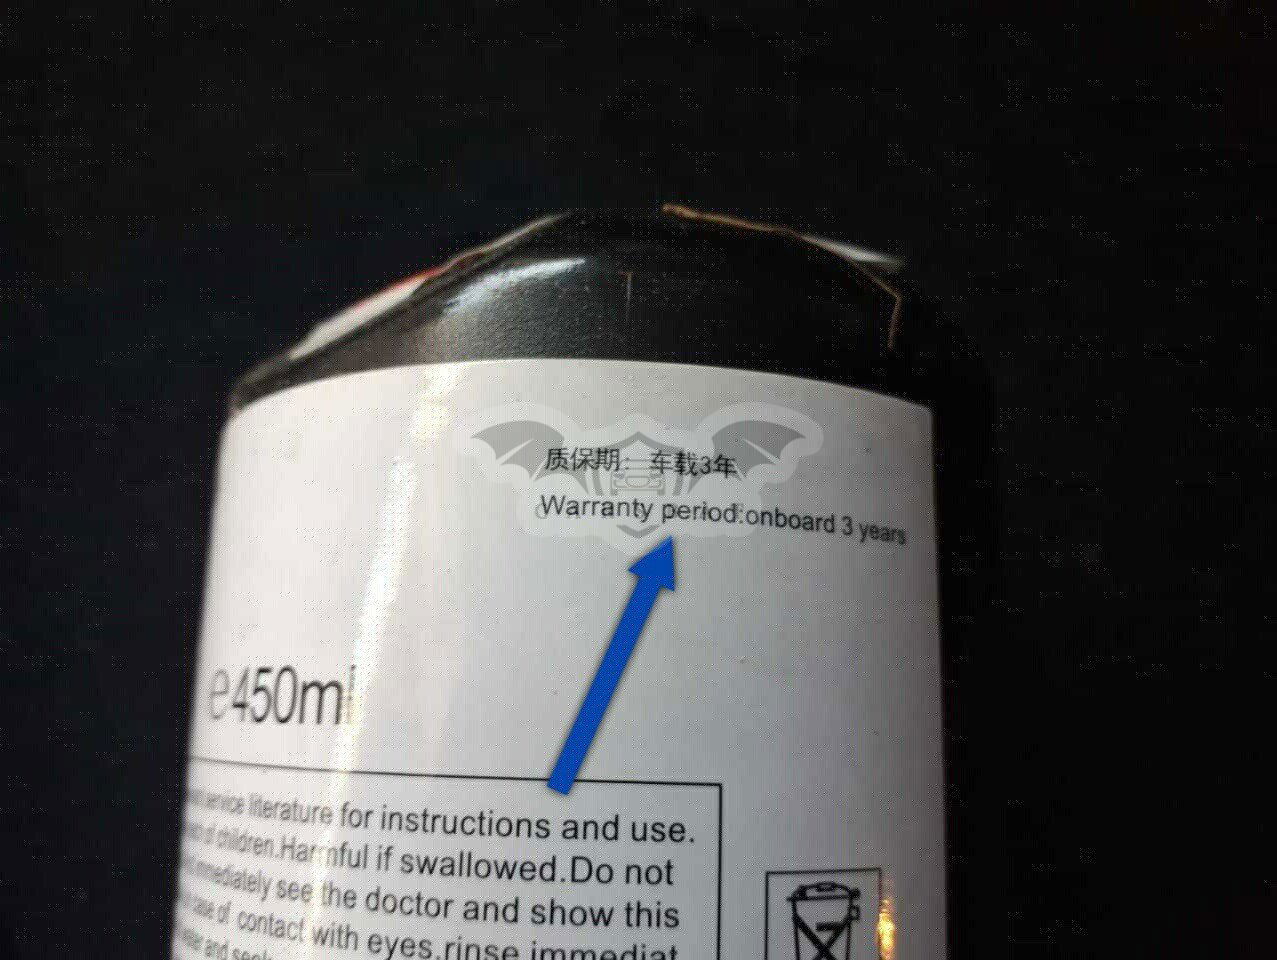 质保期: 车载3年
Warranty period:onboard 3 years
e450ml
service literature for instructions and use.
of children.Harmful if swallowed.Do not
immediately see the doctor and show this
case of contact with eyes,rinse immediat
water and